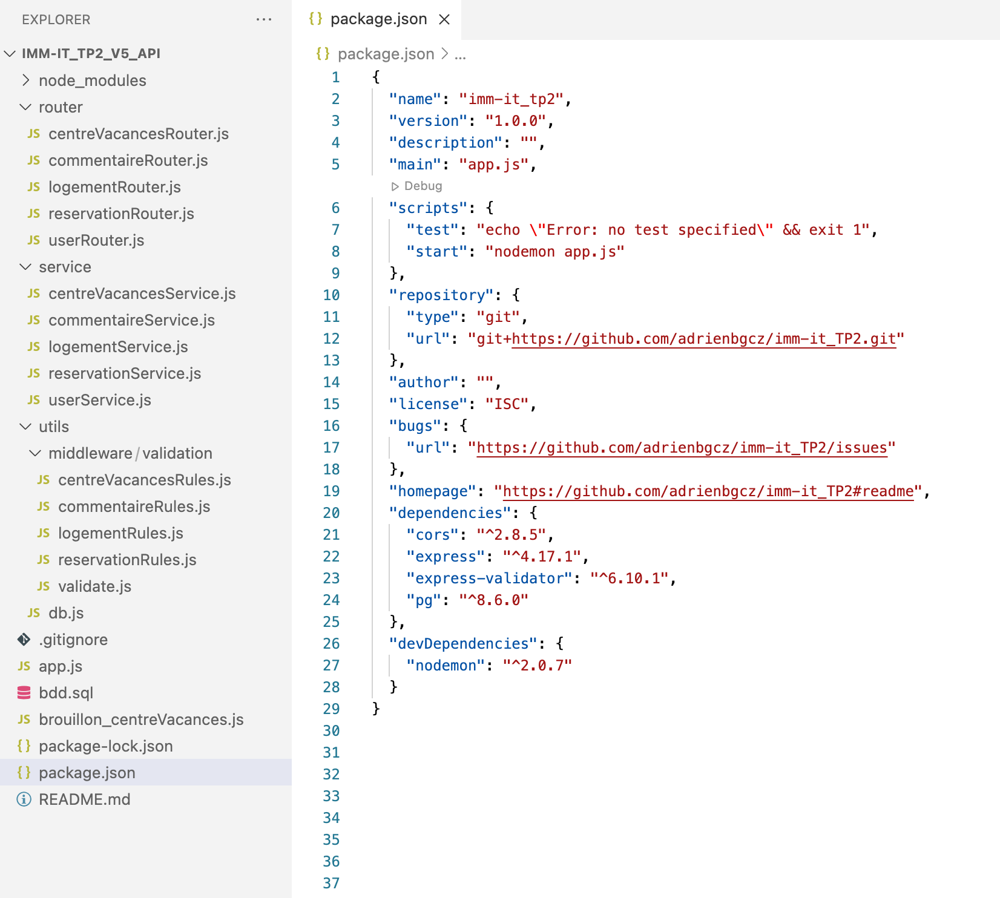 EXPLORER ...
IMM-IT_TP2_V5_API
node_modules
router
JS centreVacancesRouter.js
JS commentaireRouter.js
JS logementRouter.js
JS reservationRouter.js
JS userRouter.js
service
JS centreVacancesService.js
JS commentaireService.js
JS logementService.js
JS reservationService.js
JS userService.js
utils
middleware/validation
JS centreVacancesRules.js
JS commentaireRules.js
JS logementRules.js
JS reservationRules.js
JS validate.js
JS db.js
.gitignore
JS app.js
bdd.sql
JS brouillon_centreVacances.js
{} package-lock.json
{} package.json
README.md
{} package.json
{} package.json > ...
1 {
2 "name": "imm-it_tp2",
3 "version": "1.0.0",
4 "description": "",
5 "main": "app.js",
Debug
6 "scripts": {
7 "test": "echo \"Error: no test specified\" && exit 1",
8 "start": "nodemon app.js"
9 },
10 "repository": {
11 "type": "git",
12 "url": "git+https://github.com/adrienbgcz/imm-it_TP2.git"
13 },
14 "author": "",
15 "license": "ISC",
16 "bugs": {
17 "url": "https://github.com/adrienbgcz/imm-it_TP2/issues"
18 },
19 "homepage": "https://github.com/adrienbgcz/imm-it_TP2#readme",
20 "dependencies": {
21 "cors": "^2.8.5",
22 "express": "^4.17.1",
23 "express-validator": "^6.10.1",
24 "pg": "^8.6.0"
25 },
26 "devDependencies": {
27 "nodemon": "^2.0.7"
28 }
29 }
30
31
32
33
34
35
36
37